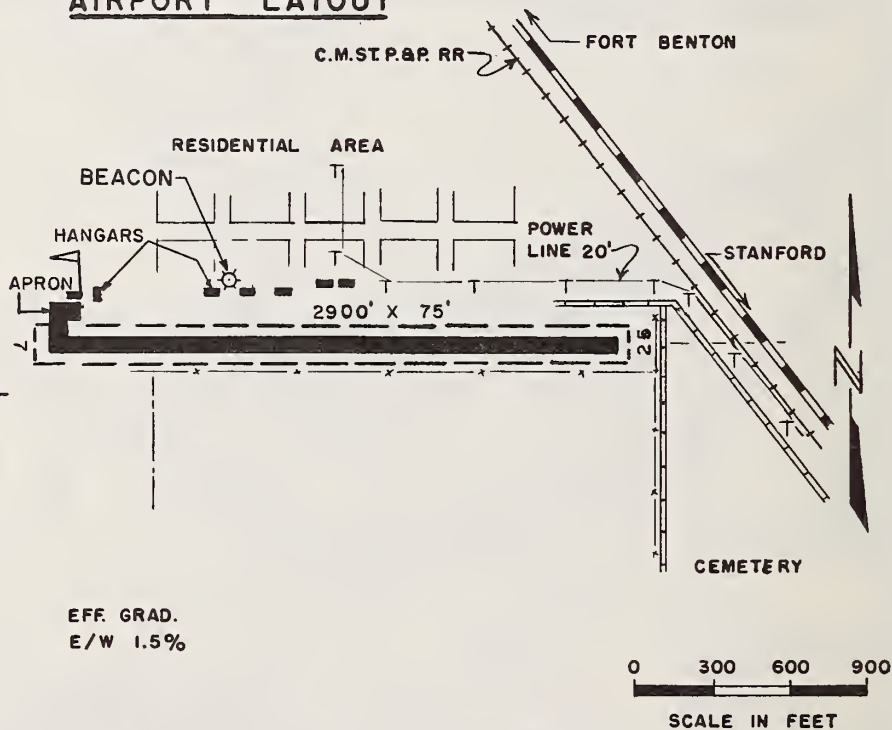 AIRPORT LAYOUT
FORT BENTON
C.M.ST.P.&P. RR
RESIDENTIAL AREA
BEACON
POWER
LINE 20'
HANGARS
STANFORD
APRON
2900' X 75'
7
25
N
CEMETERY
EFF. GRAD.
E/W 1.5%
0 300 600 900
SCALE IN FEET